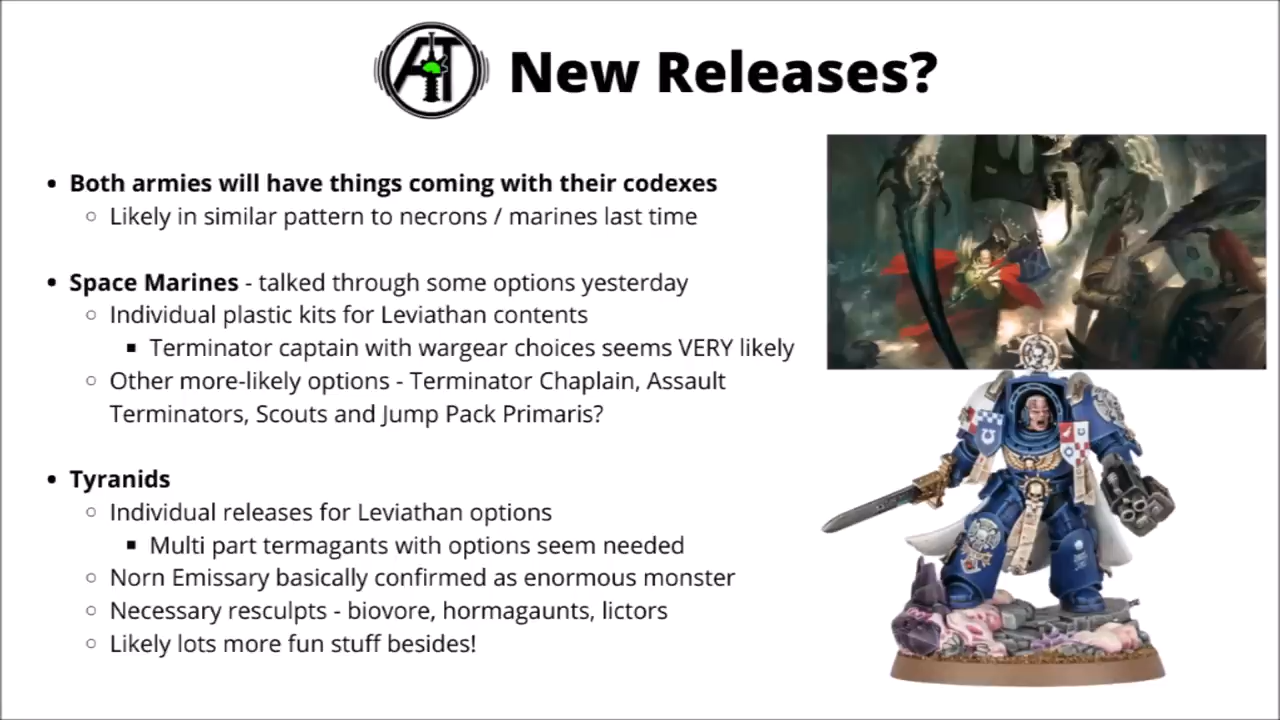 AT New Releases?
• Both armies will have things coming with their codexes
○ Likely in similar pattern to necrons / marines last time
• Space Marines - talked through some options yesterday
○ Individual plastic kits for Leviathan contents
▪ Terminator captain with wargear choices seems VERY likely
○ Other more-likely options - Terminator Chaplain, Assault
Terminators, Scouts and Jump Pack Primaris?
• Tyranids
○ Individual releases for Leviathan options
▪ Multi part termagants with options seem needed
○ Norn Emissary basically confirmed as enormous monster
○ Necessary resculpts - biovore, hormagaunts, lictors
○ Likely lots more fun stuff besides!